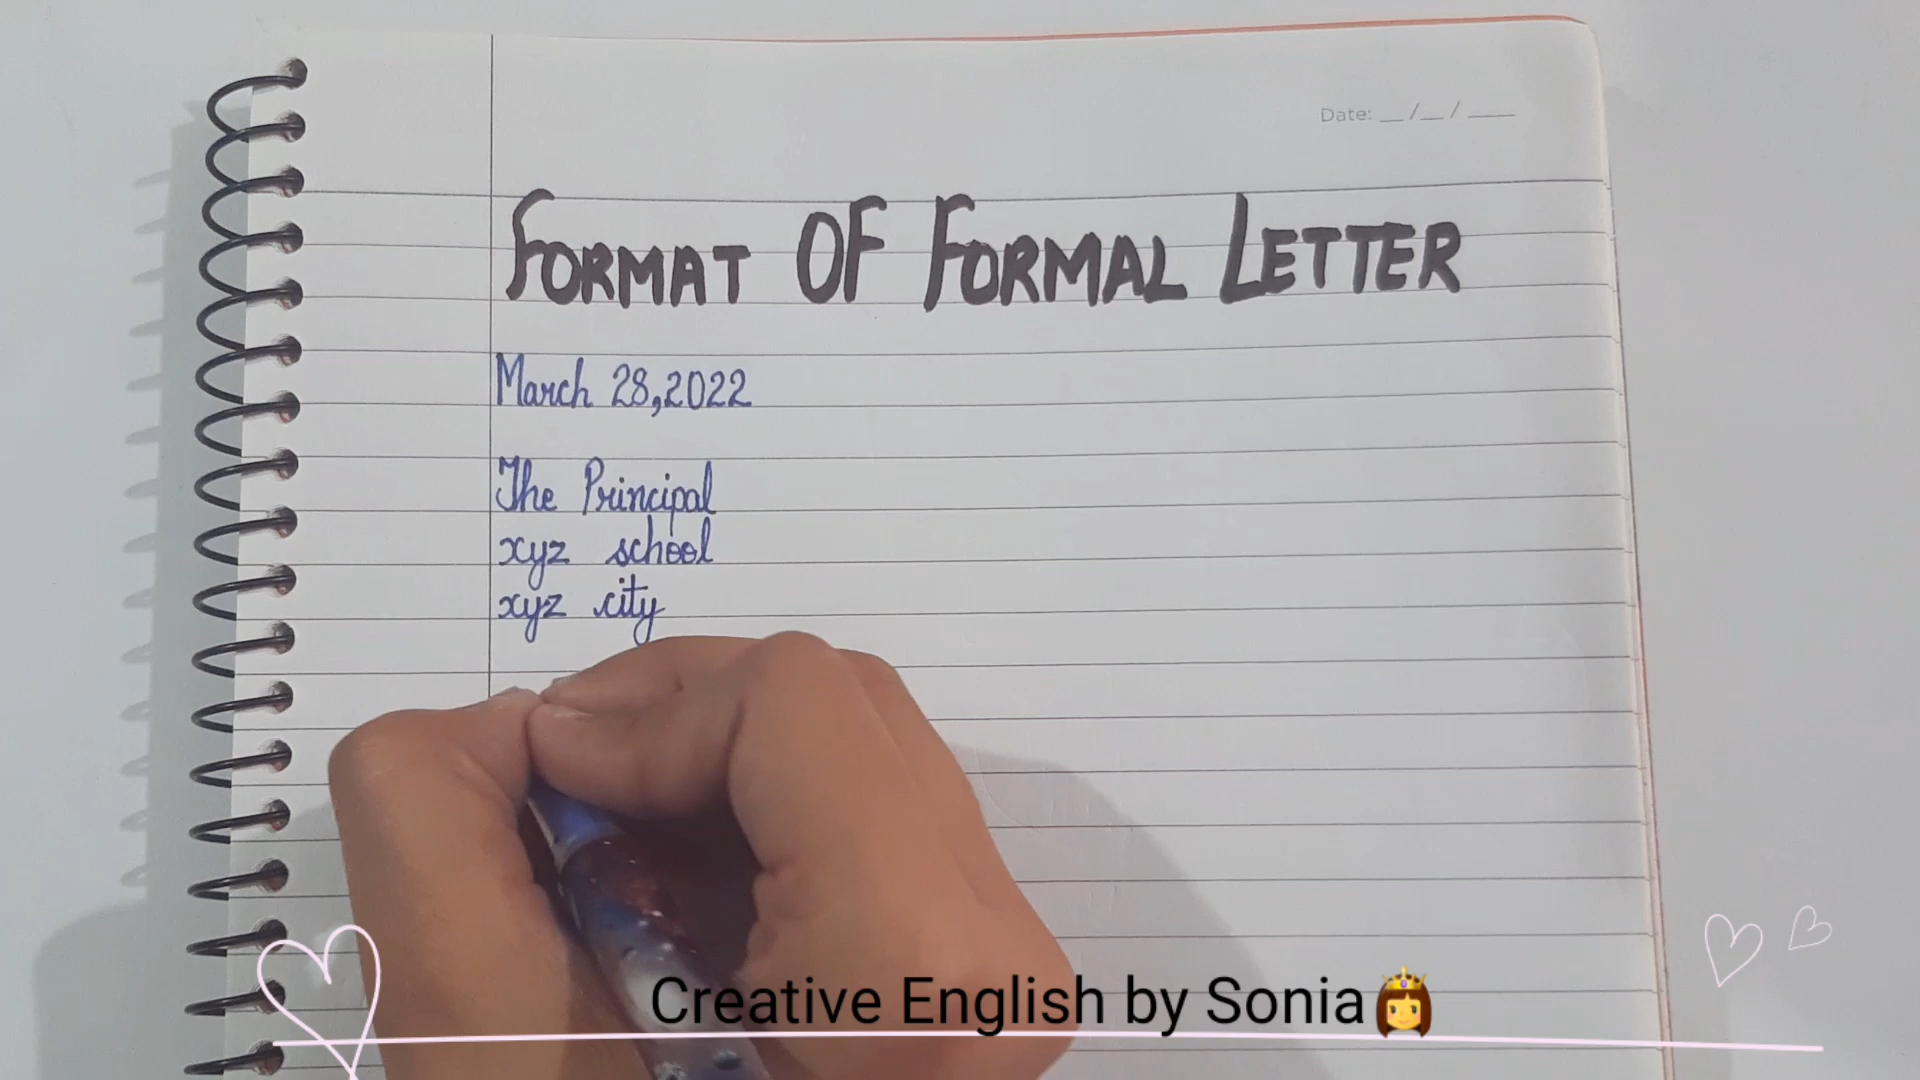 Date: __/__/____
FORMAT OF FORMAL LETTER
March 28,2022
The Principal
xyz school
xyz city
Creative English by Sonia👸